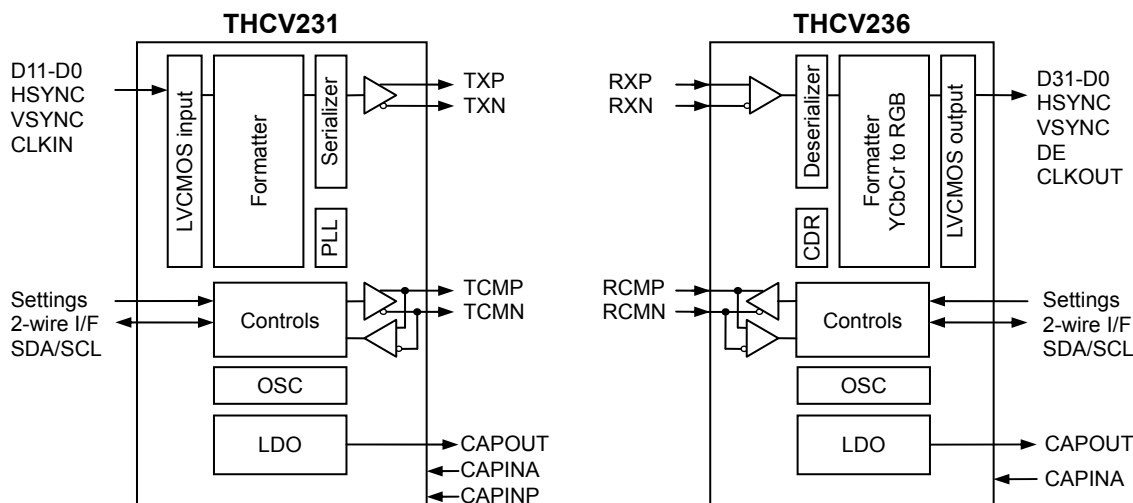 THCV231
D11-D0
HSYNC
VSYNC
CLKIN
LVCMOS input
Formatter
Serializer
PLL
TXP
TXN
Settings
2-wire I/F
SDA/SCL
Controls
TCMP
TCMN
OSC
LDO
CAPOUT
CAPINA
CAPINP
THCV236
RXP
RXN
Deserializer
CDR
Formatter
YCbCr to RGB
LVCMOS output
D31-D0
HSYNC
VSYNC
DE
CLKOUT
RCMP
RCMN
Controls
Settings
2-wire I/F
SDA/SCL
OSC
LDO
CAPOUT
CAPINA